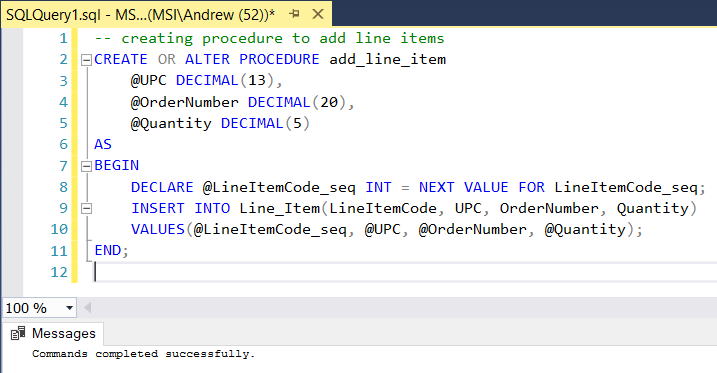 SQLQuery1.sql - MS...(MSI\Andrew (52))*
1 -- creating procedure to add line items
2 CREATE OR ALTER PROCEDURE add_line_item
3 @UPC DECIMAL(13),
4 @OrderNumber DECIMAL(20),
5 @Quantity DECIMAL(5)
6 AS
7 BEGIN
8 DECLARE @LineItemCode_seq INT = NEXT VALUE FOR LineItemCode_seq;
9 INSERT INTO Line_Item(LineItemCode, UPC, OrderNumber, Quantity)
10 VALUES(@LineItemCode_seq, @UPC, @OrderNumber, @Quantity);
11 END;
12
100 %
Messages
Commands completed successfully.